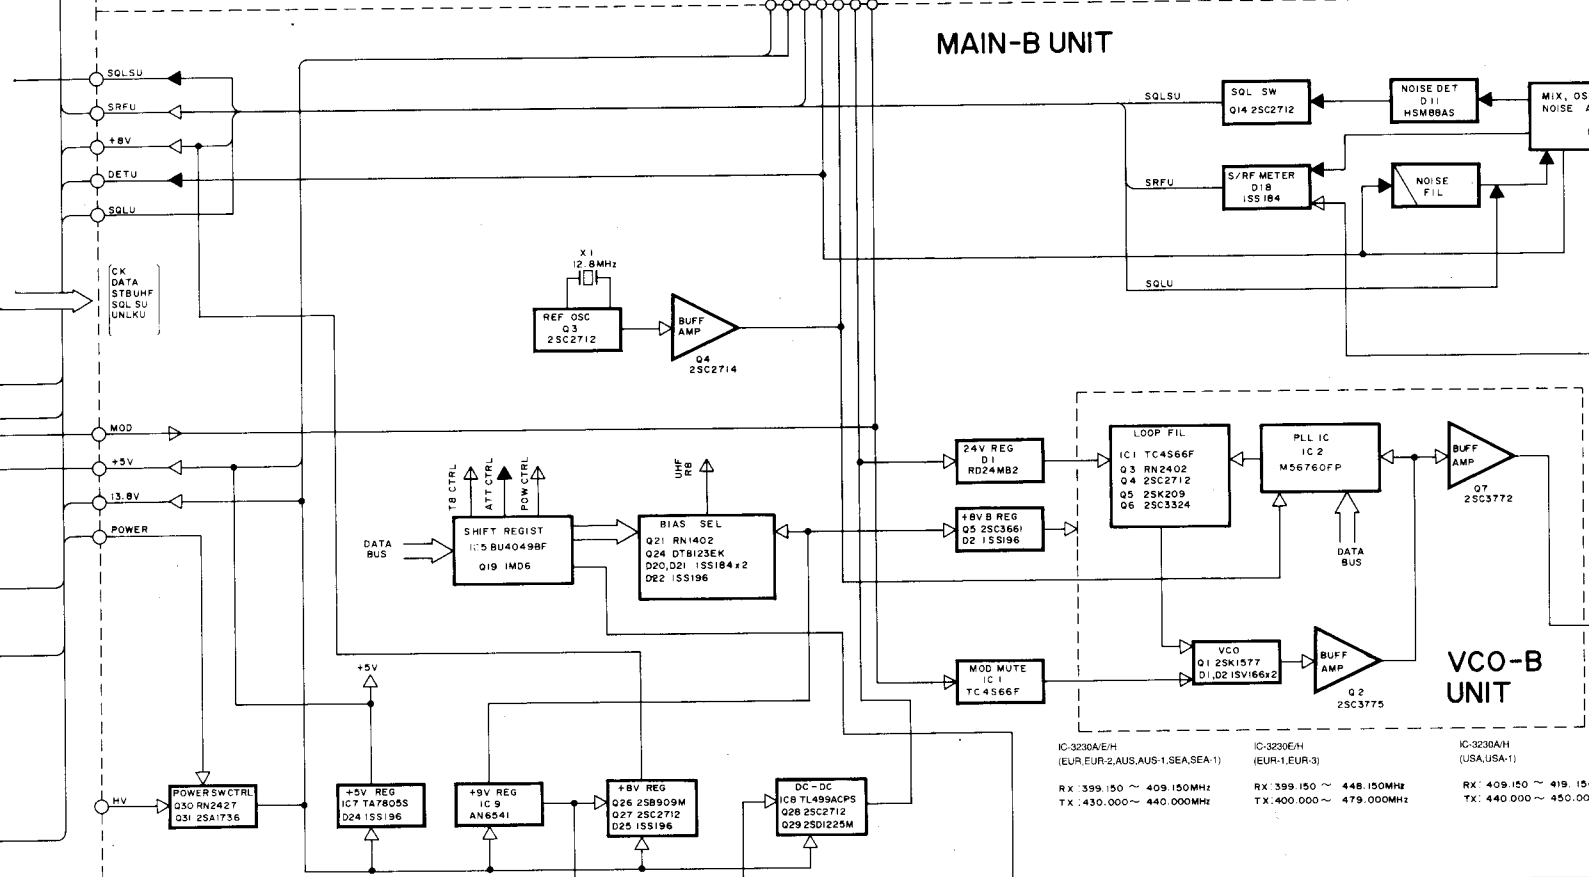 MAIN-B UNIT
SQLSU
SRFU
+8V
DETU
SQLU
CK
DATA
STBUHF
SQLSU
UNLKU
MOD
+5V
13.8V
POWER
HV
X1
12.8MHz
REF OSC
Q3
2SC2712
BUFF
AMP
Q4
2SC2714
SQLSU
SRFU
SQLU
SQL SW
Q14 2SC2712
NOISE DET
D11
HSM88AS
MIX, OS
NOISE A
S/RF METER
D18
1SS184
NOISE
FIL
T8 CTRL
ATT CTRL
POW CTRL
UHF
R8
DATA
BUS
SHIFT REGIST
IC5 BU4049BF
Q19 IMD6
BIAS SEL
Q21 RN1402
Q24 DTB123EK
D20,D21 1SS184x2
D22 1SS196
24V REG
D1
RD24MB2
+8V B REG
Q5 2SC3661
D2 1SS196
MOD MUTE
IC1
TC4S66F
LOOP FIL
IC1 TC4S66F
Q3 RN2402
Q4 2SC2712
Q5 2SK209
Q6 2SC3324
PLL IC
IC2
M56760FP
DATA
BUS
BUFF
AMP
Q7
2SC3772
VCO
Q1 2SK1577
D1,D2 1SV166x2
BUFF
AMP
Q2
2SC3775
VCO-B
UNIT
+5V
POWER SW CTRL
Q30 RN2427
Q31 2SA1736
+5V REG
IC7 TA7805S
D24 1SS196
+9V REG
IC9
AN6541
+8V REG
Q26 2SB909M
Q27 2SC2712
D25 1SS196
DC-DC
IC8 TL499ACPS
Q28 2SC2712
Q29 2SD1225M
IC-3230A/E/H
(EUR,EUR-2,AUS,AUS-1,SEA,SEA-1)
RX:399.150 ~ 409.150MHz
TX:430.000 ~ 440.000MHz
IC-3230E/H
(EUR-1,EUR-3)
RX:399.150 ~ 448.150MHz
TX:400.000 ~ 479.000MHz
IC-3230A/H
(USA,USA-1)
RX:409.150 ~ 419.15
TX:440.000 ~ 450.00